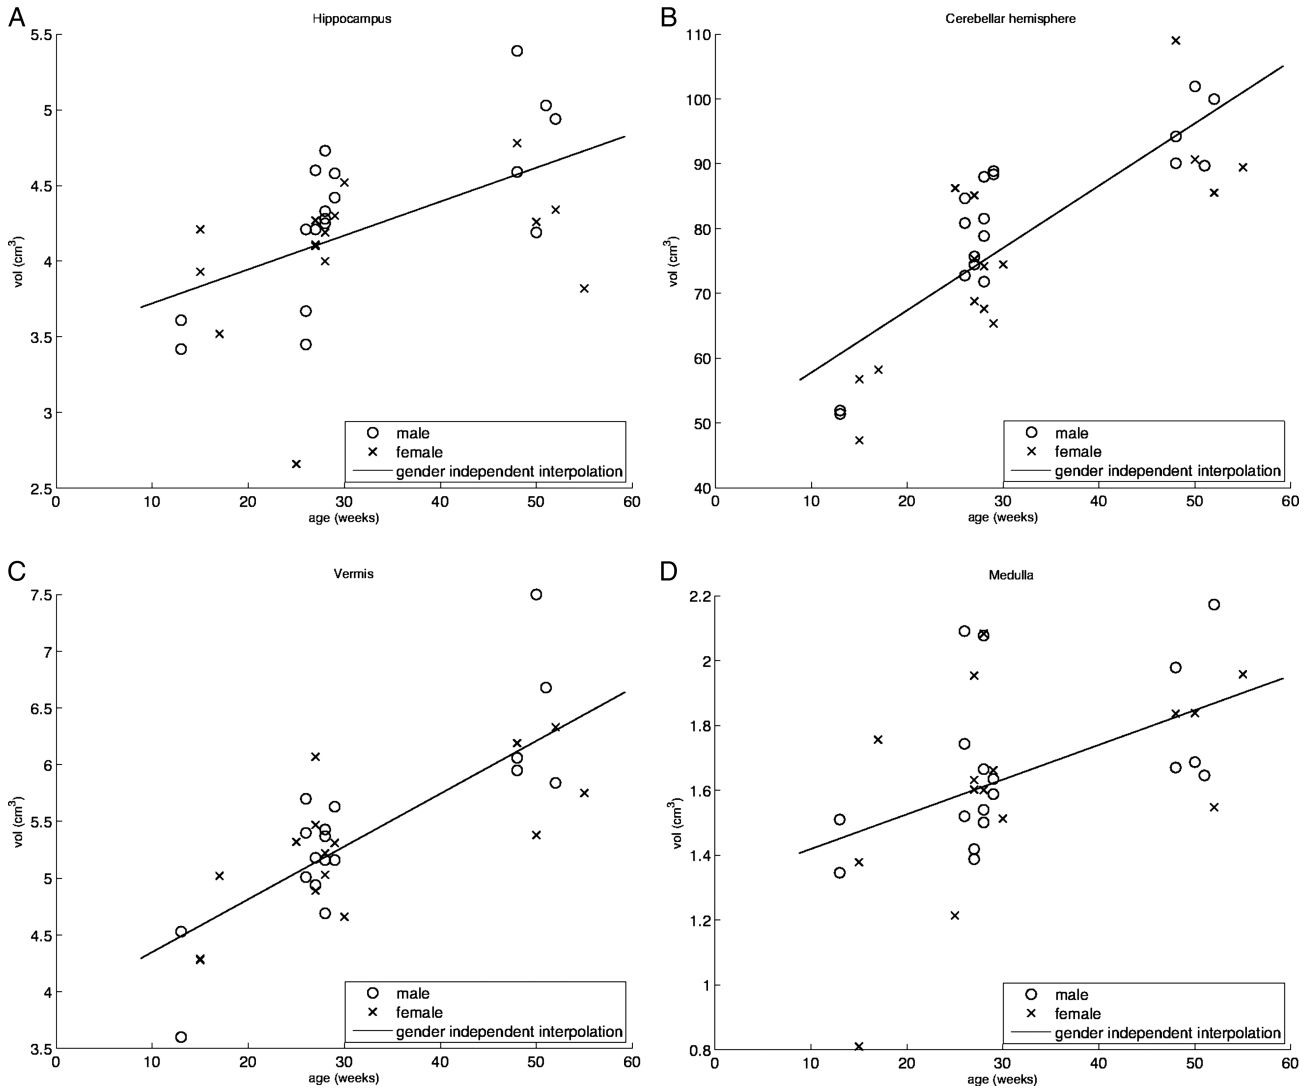 A
Hippocampus
5.5
5
4.5
4
3.5
3
2.5
vol (cm³)
male
female
gender independent interpolation
0 10 20 30 40 50 60
age (weeks)
B
Cerebellar hemisphere
110
100
90
80
70
60
50
40
vol (cm³)
male
female
gender independent interpolation
0 10 20 30 40 50 60
age (weeks)
C
Vermis
7.5
7
6.5
6
5.5
5
4.5
4
3.5
vol (cm³)
male
female
gender independent interpolation
0 10 20 30 40 50 60
age (weeks)
D
Medulla
2.2
2
1.8
1.6
1.4
1.2
1
0.8
vol (cm³)
male
female
gender independent interpolation
0 10 20 30 40 50 60
age (weeks)